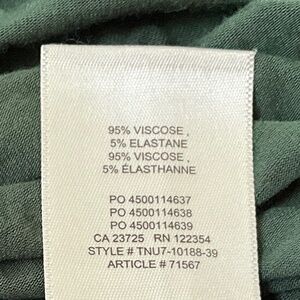 95% VISCOSE ,
5% ELASTANE
95% VISCOSE ,
5% ÉLASTHANNE
PO 4500114637
PO 4500114638
PO 4500114639
CA 23725 RN 122354
STYLE # TNU7-10188-39
ARTICLE # 71567